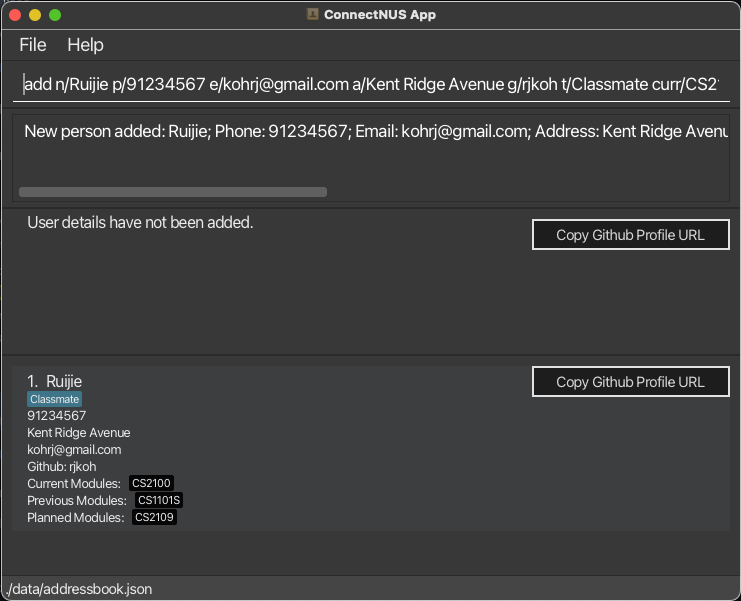 ConnectNUS App
File Help
add n/Ruijie p/91234567 e/kohrj@gmail.com a/Kent Ridge Avenue g/rjkoh t/Classmate curr/CS2
New person added: Ruijie; Phone: 91234567; Email: kohrj@gmail.com; Address: Kent Ridge Avenu
User details have not been added.
Copy Github Profile URL
1. Ruijie
Copy Github Profile URL
Classmate
91234567
Kent Ridge Avenue
kohrj@gmail.com
Github: rjkoh
Current Modules: CS2100
Previous Modules: CS1101S
Planned Modules: CS2109
./data/addressbook.json